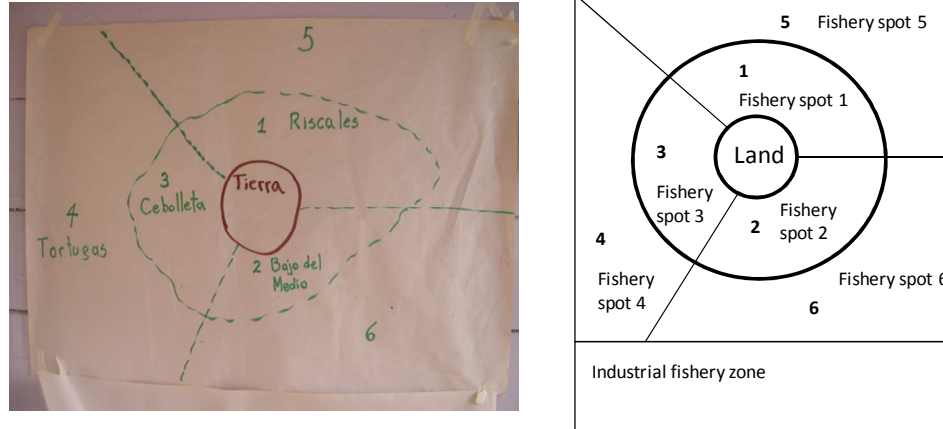 5
1 Riscales
3
Cebolleta
Tierra
4
Tortugas
2 Bajo del
Medio
6
5 Fishery spot 5
1
Fishery spot 1
3
Fishery
spot 3
Land
2
Fishery
spot 2
4
Fishery
spot 4
Fishery spot 6
6
Industrial fishery zone